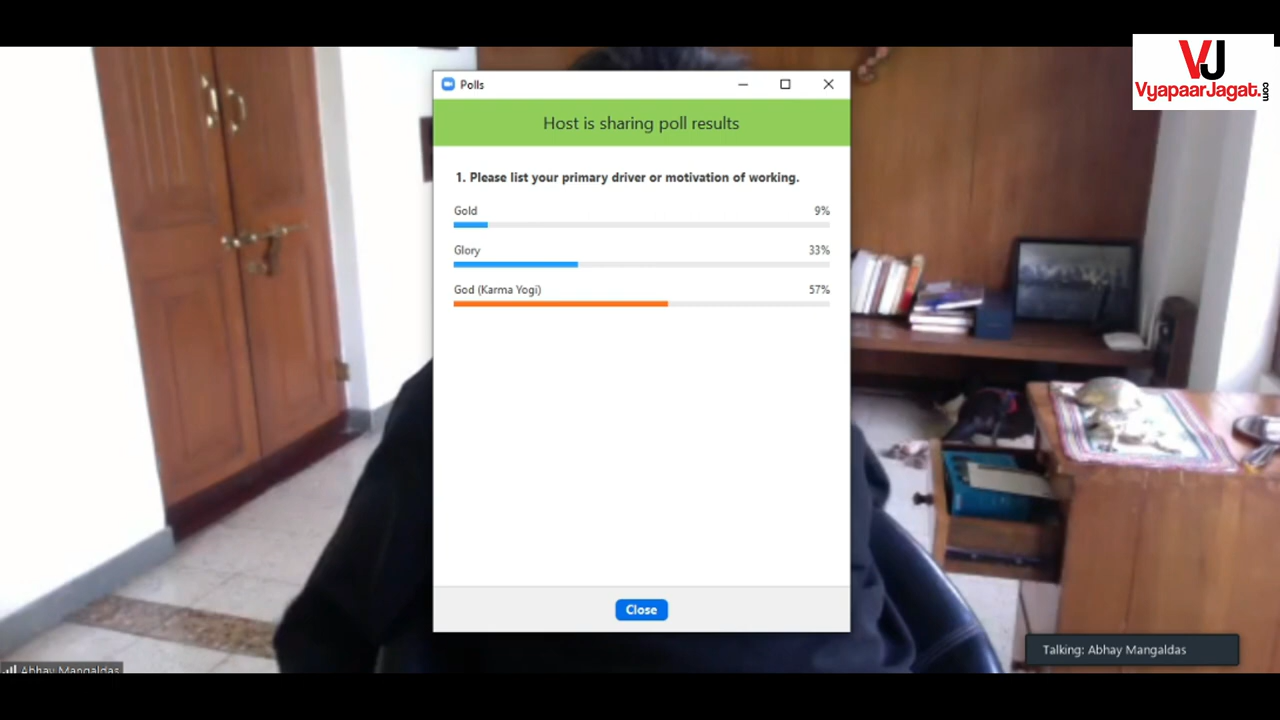 VJ
VyapaarJagat.com
Polls
Host is sharing poll results
1. Please list your primary driver or motivation of working.
Gold 9%
Glory 33%
God (Karma Yogi) 57%
Close
Talking: Abhay Mangaldas
Abhay Mangaldas